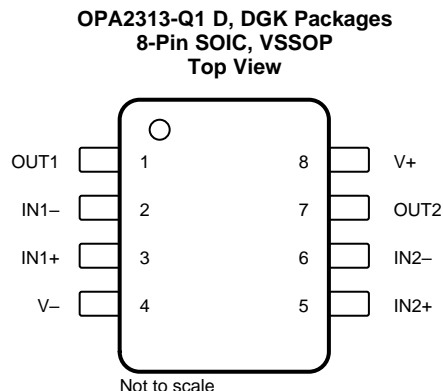 OPA2313-Q1 D, DGK Packages
8-Pin SOIC, VSSOP
Top View
OUT1 1 8 V+
IN1– 2 7 OUT2
IN1+ 3 6 IN2–
V– 4 5 IN2+
Not to scale